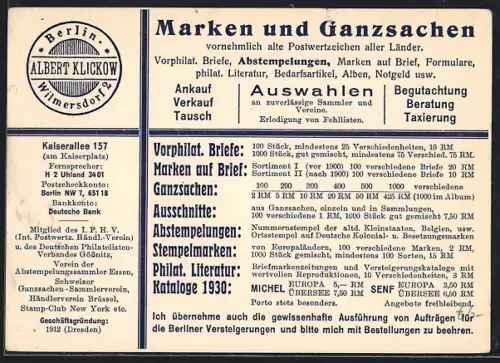 Berlin-
ALBERT KLICKOW
Wilmersdorf 2
Kaiserallee 157
(am Kaiserplatz)
Fernsprecher:
H 2 Uhland 3401
Postscheckkonto:
Berlin NW 7, 65118
Bankkonto:
Deutsche Bank
Mitglied des I. P. H. V.
(Int. Postwertz. Händl.-Verein)
u. des Deutschen Philatelisten-
Verbandes Gößnitz,
Verein der
Abstempelungssammler Essen,
Schweizer
Ganzsachen-Sammlerverein,
Händlerverein Brüssel,
Stamp-Club New York etc.
Geschäftsgründung:
1912 (Dresden)
Marken und Ganzsachen
vornehmlich alte Postwertzeichen aller Länder.
Vorphilat. Briefe, Abstempelungen, Marken auf Brief, Formulare,
philat. Literatur, Bedarfsartikel, Alben, Notgeld usw.
Ankauf
Verkauf
Tausch
Auswahlen
an zuverlässige Sammler und
Vereine.
Erledigung von Fehllisten.
Begutachtung
Beratung
Taxierung
Vorphilat. Briefe: 100 Stück, mindestens 25 Verschiedenheiten, 10 RM
1000 Stück, gut gemischt, mindestens 75 Verschied. 75 RM.
Marken auf Brief: Sortiment I (vor 1900) 100 verschiedene Briefe 20 RM
Sortiment II (nach 1900) 100 verschiedene Briefe 10 RM
Ganzsachen: 100 200 300 400 500 1000 verschiedene
2 RM 5 RM 10 RM 20 RM 50 RM 425 RM (1000 im Album)
Ausschnitte: aus Ganzsachen, einzeln und in Sammlungen,
100 verschiedene 1 RM, 1000 Stück gut gemischt 7,50 RM
Abstempelungen: Nummernstempel der altd. Kleinstaaten, Belgien, usw.
Ortsstempel auf Deutsche Kolonial- u. Besetzungsmarken.
Stempelmarken: von Europaländern, 100 verschiedene Marken, 2 RM,
1000 Stück, gut gemischt, mindestens 100 Sorten, 15 RM
Philat. Literatur: Briefmarkenzeitungen und Versteigerungskataloge mit
wertvollen Reproduktionen, 10 Verschiedenheiten, 3 RM
Kataloge 1930: MICHEL EUROPA 5,— RM SENF EUROPA 3,50 RM
ÜBERSEE 7,50 RM ÜBERSEE 6,50 RM
Porto stets besonders. Angebote freibleibend.
Ich übernehme auch die gewissenhafte Ausführung von Aufträgen für
die Berliner Versteigerungen und bitte mich mit Bestellungen zu beehren.